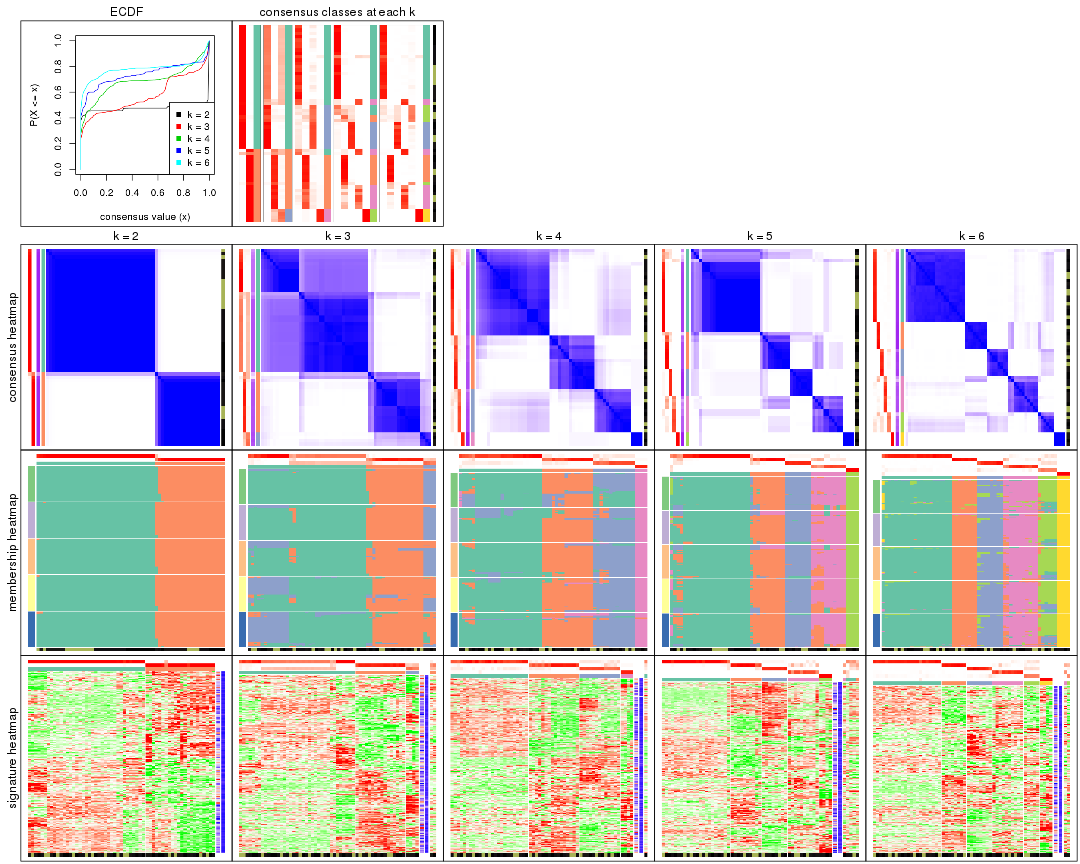 ECDF
consensus classes at each k
P(X <= x)
1.0
0.8
0.6
0.4
0.2
0.0
k = 2
k = 3
k = 4
k = 5
k = 6
0.0 0.2 0.4 0.6 0.8 1.0
consensus value (x)
k = 2
k = 3
k = 4
k = 5
k = 6
consensus heatmap
membership heatmap
signature heatmap